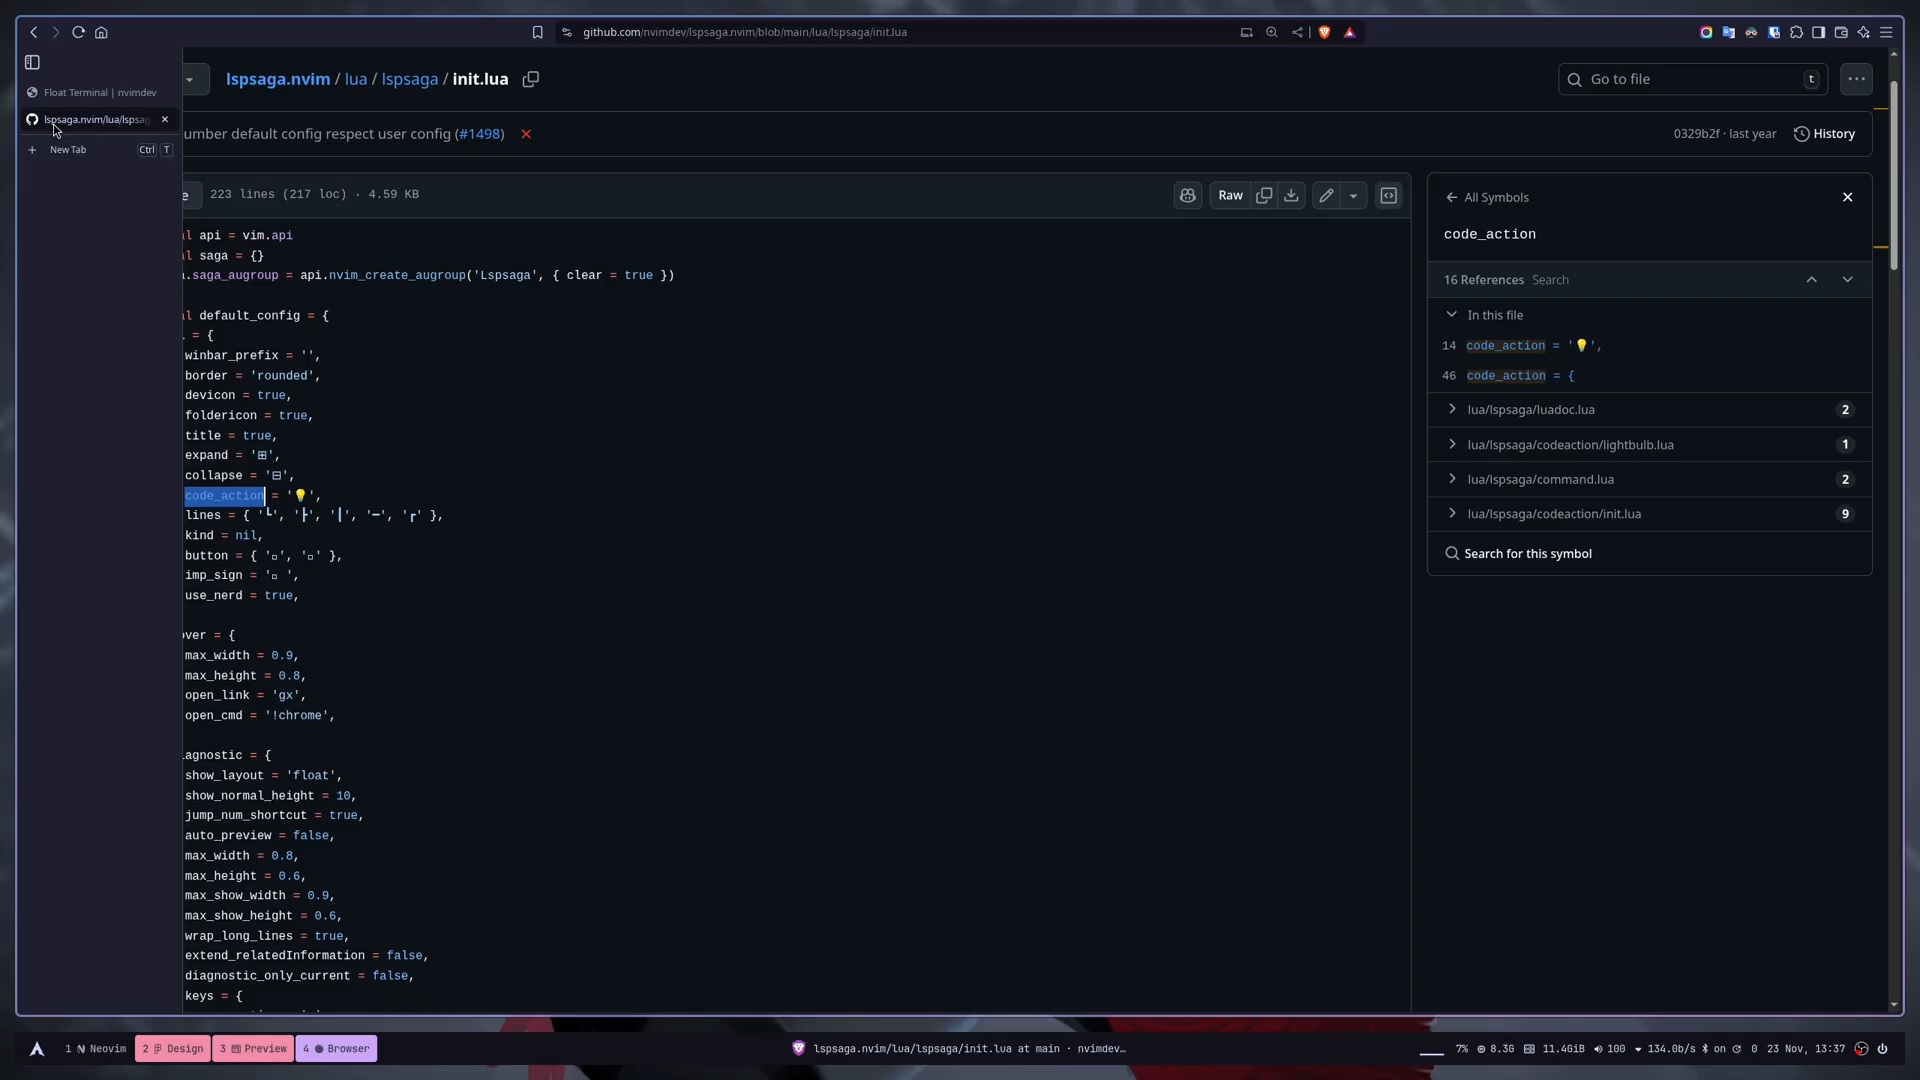 github.com/nvimdev/lspsaga.nvim/blob/main/lua/lspsaga/init.lua
Float Terminal | nvimdev
lspsaga.nvim/lua/lspsag
New Tab Ctrl T
lspsaga.nvim / lua / lspsaga / init.lua
Go to file t
umber default config respect user config (#1498)
0329b2f · last year History
223 lines (217 loc) · 4.59 KB
Raw
l api = vim.api
l saga = {}
.saga_augroup = api.nvim_create_augroup('Lspsaga', { clear = true })
l default_config = {
= {
winbar_prefix = '',
border = 'rounded',
devicon = true,
foldericon = true,
title = true,
expand = '⊞',
collapse = '⊟',
code_action = '💡',
lines = { '┗', '┣', '┃', '━', '┏' },
kind = nil,
button = { '', '' },
imp_sign = ' ',
use_nerd = true,
ver = {
max_width = 0.9,
max_height = 0.8,
open_link = 'gx',
open_cmd = '!chrome',
agnostic = {
show_layout = 'float',
show_normal_height = 10,
jump_num_shortcut = true,
auto_preview = false,
max_width = 0.8,
max_height = 0.6,
max_show_width = 0.9,
max_show_height = 0.6,
wrap_long_lines = true,
extend_relatedInformation = false,
diagnostic_only_current = false,
keys = {
All Symbols
code_action
16 References Search
In this file
14 code_action = '💡',
46 code_action = {
lua/lspsaga/luadoc.lua 2
lua/lspsaga/codeaction/lightbulb.lua 1
lua/lspsaga/command.lua 2
lua/lspsaga/codeaction/init.lua 9
Search for this symbol
1 Neovim 2 Design 3 Preview 4 Browser
lspsaga.nvim/lua/lspsaga/init.lua at main · nvimdev…
7% 8.3G 11.4GiB 100 134.0b/s on 0 23 Nov, 13:37